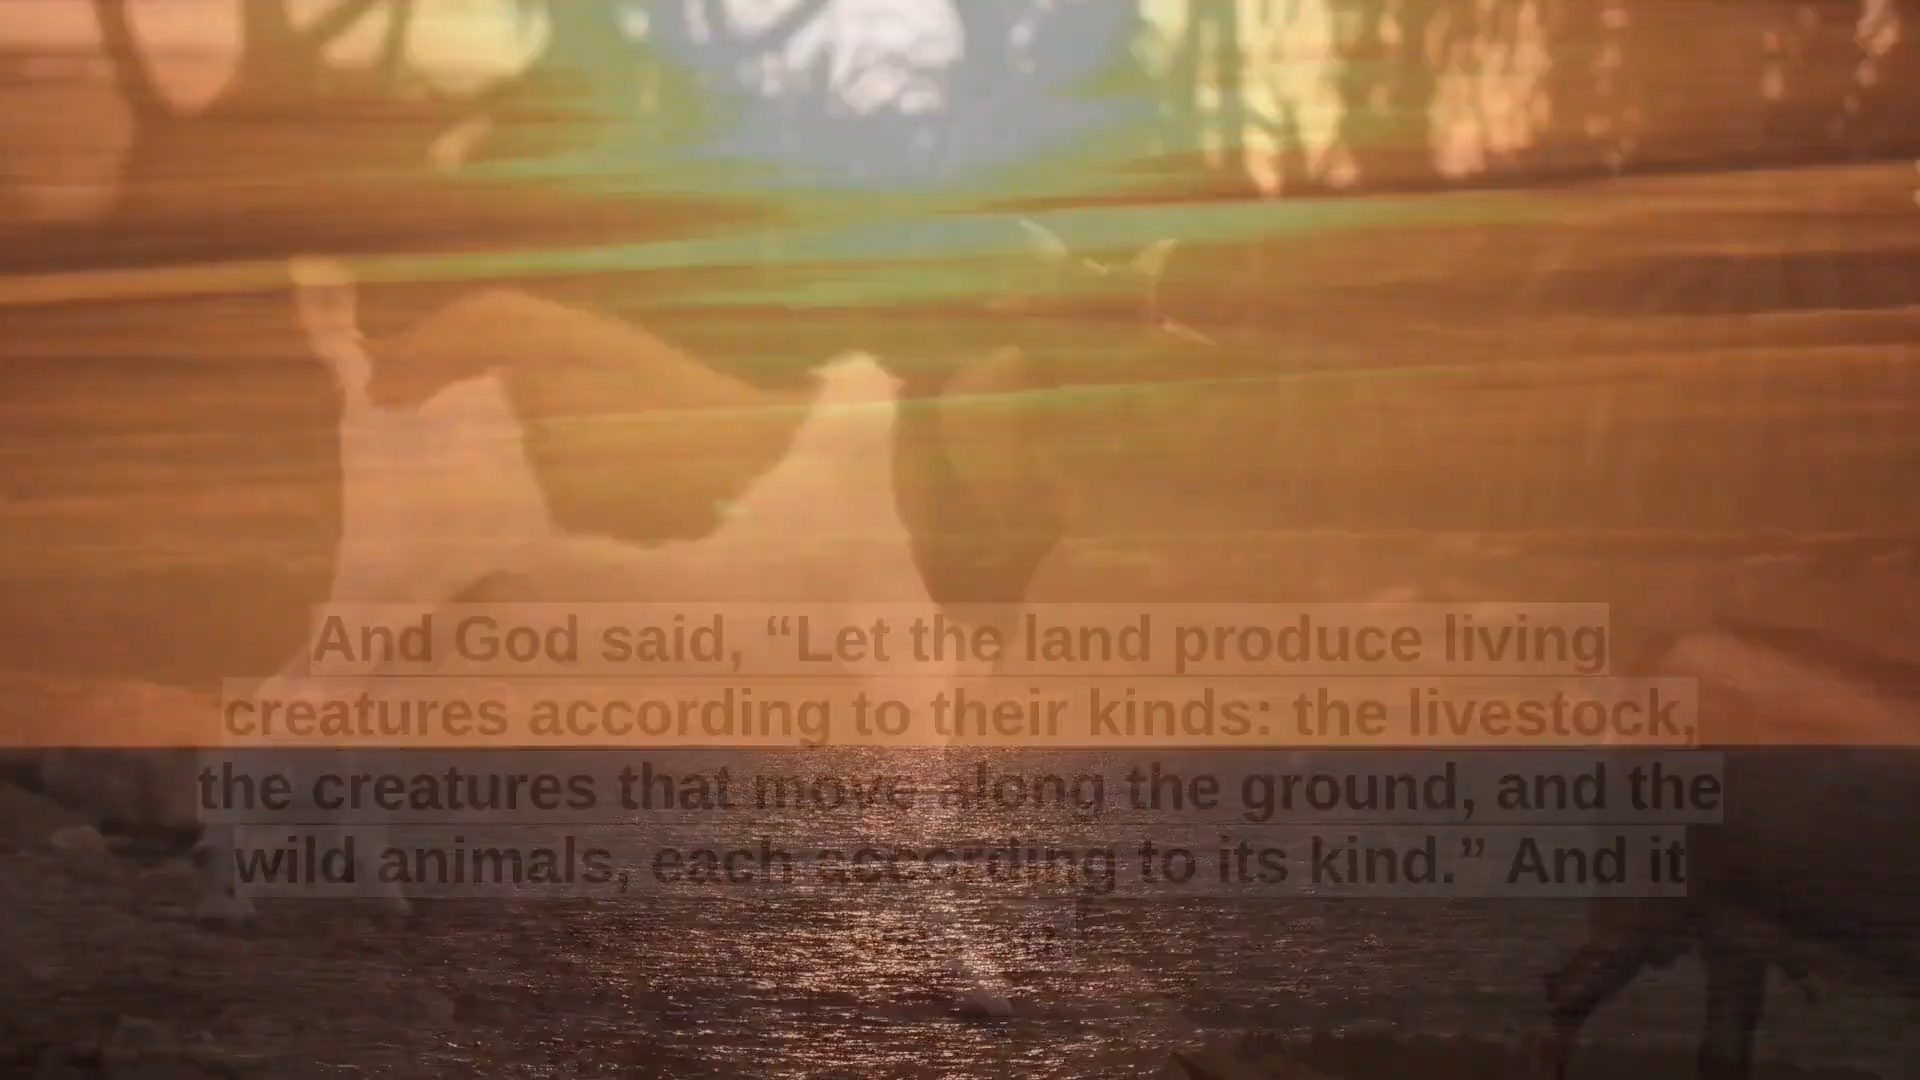 And God said, “Let the land produce living
creatures according to their kinds: the livestock,
the creatures that move along the ground, and the
wild animals, each according to its kind.” And it